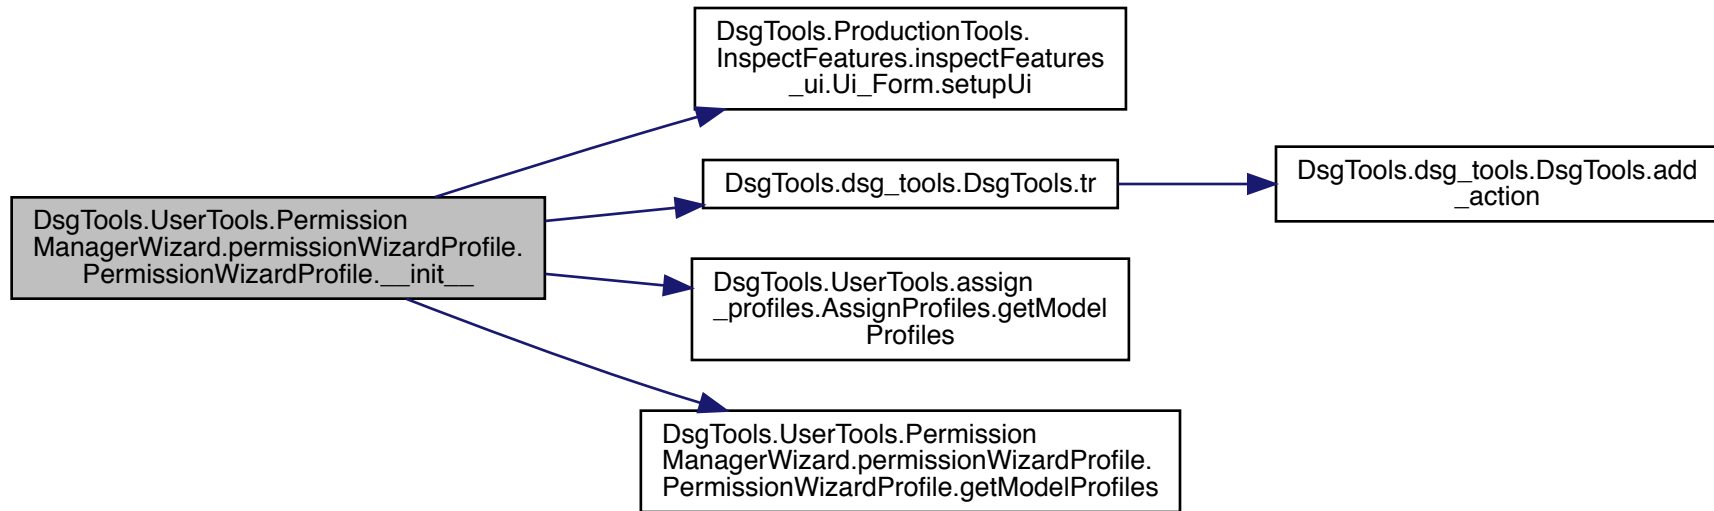 DsgTools.ProductionTools.
InspectFeatures.inspectFeatures
_ui.Ui_Form.setupUi
DsgTools.dsg_tools.DsgTools.tr
DsgTools.dsg_tools.DsgTools.add
_action
DsgTools.UserTools.Permission
ManagerWizard.permissionWizardProfile.
PermissionWizardProfile.__init__
DsgTools.UserTools.assign
_profiles.AssignProfiles.getModel
Profiles
DsgTools.UserTools.Permission
ManagerWizard.permissionWizardProfile.
PermissionWizardProfile.getModelProfiles